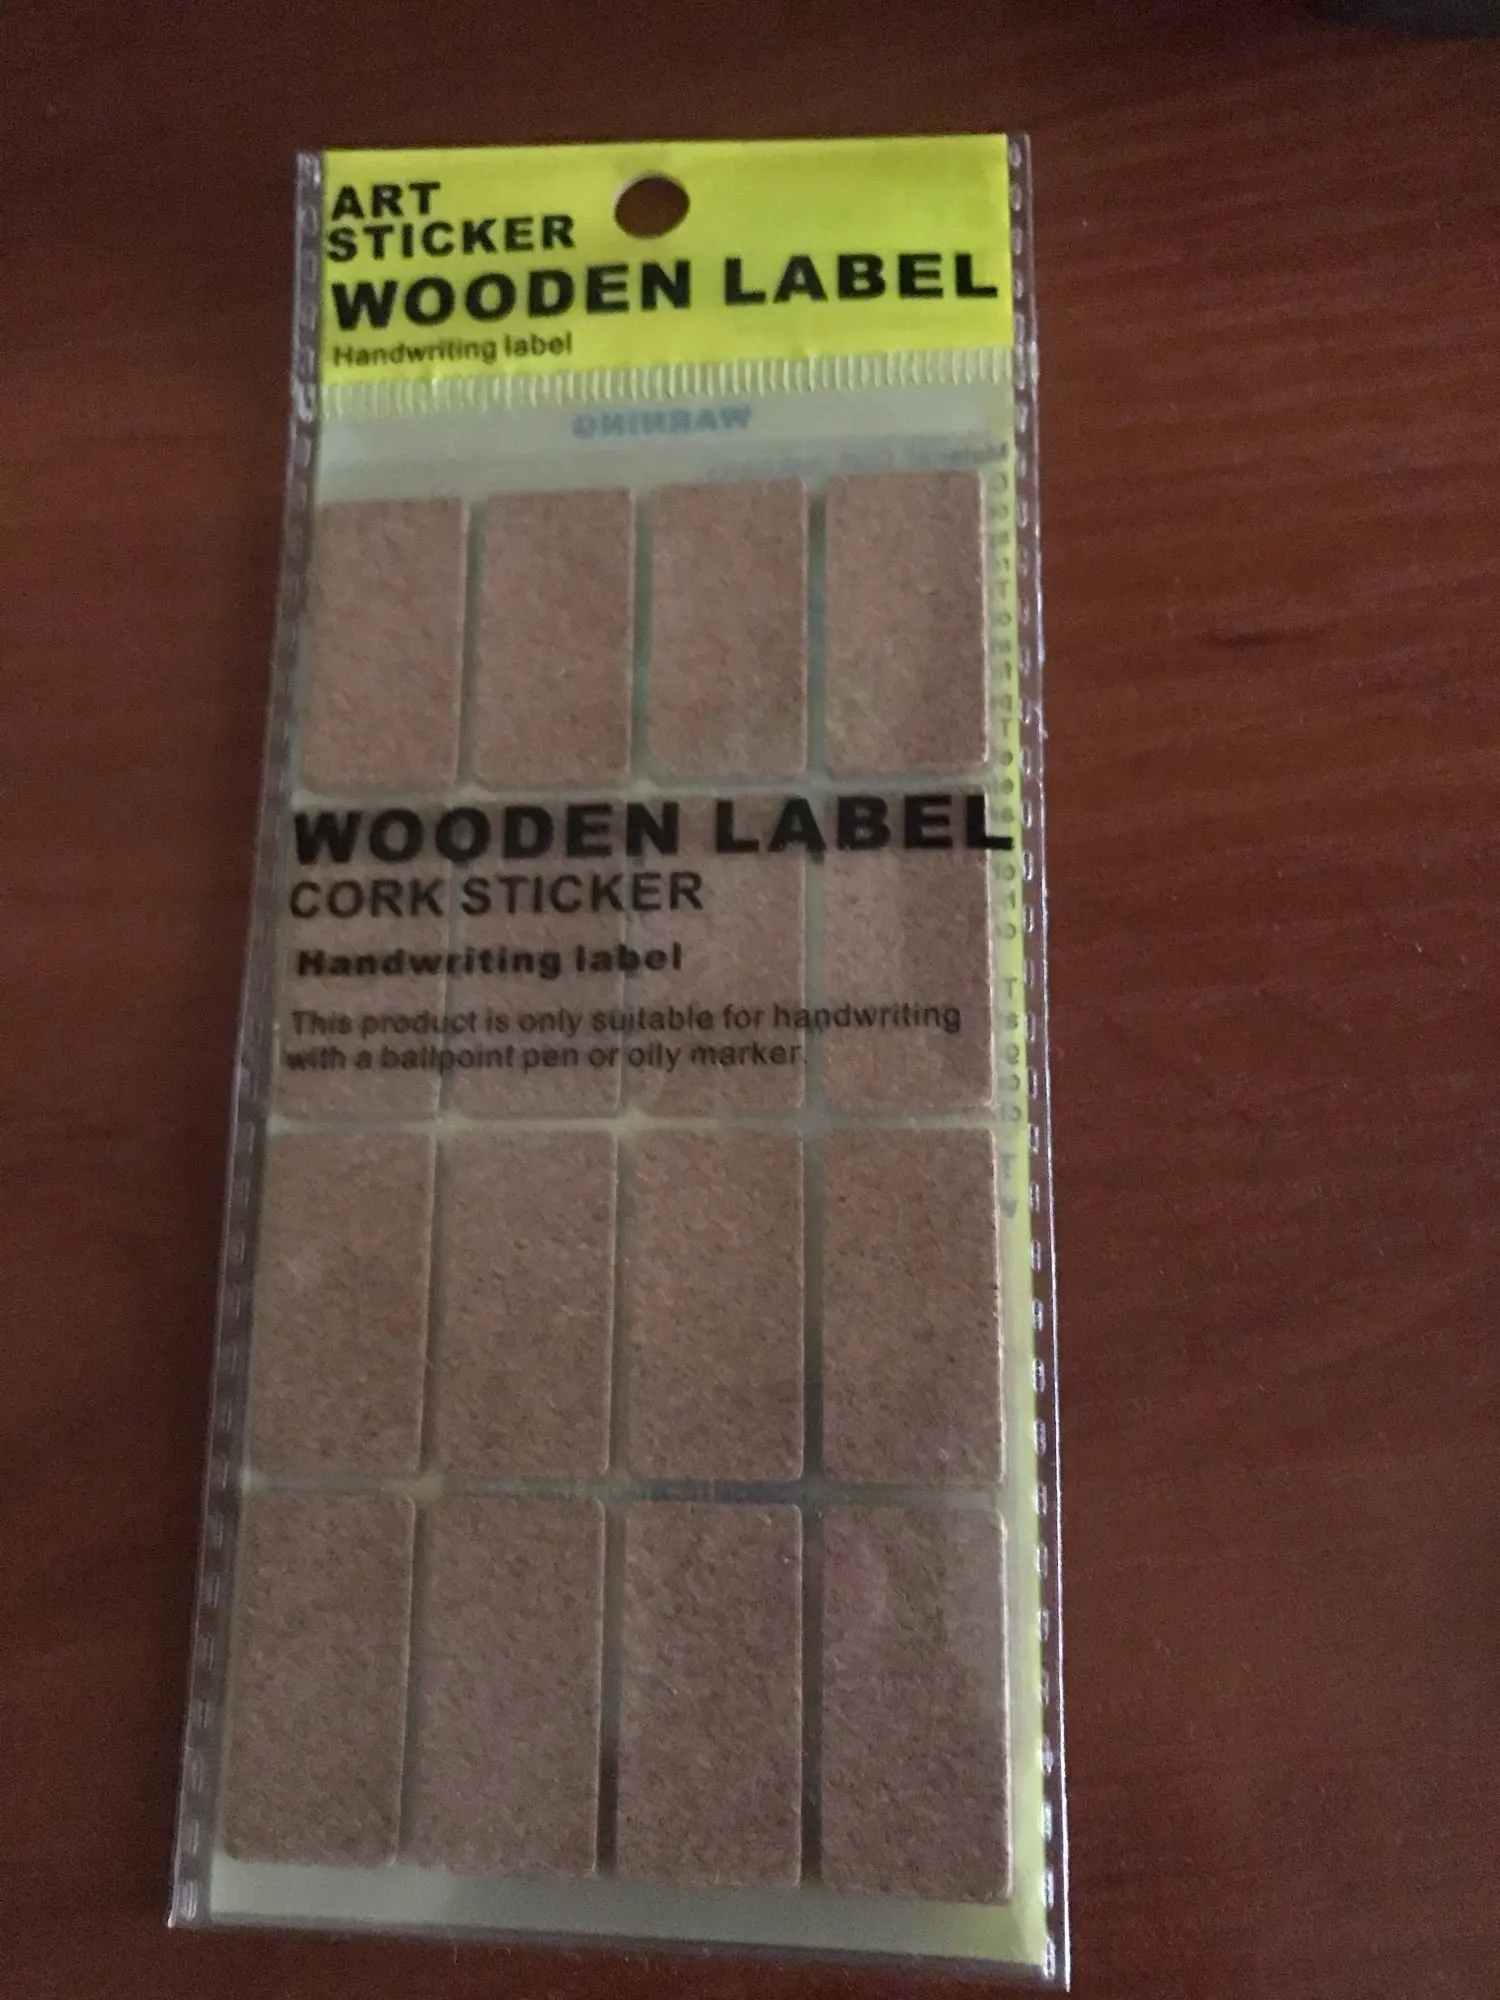 ART
STICKER
WOODEN LABEL
Handwriting label
WARNING
WOODEN LABEL
CORK STICKER
Handwriting label
This product is only suitable for handwriting
with a ballpoint pen or oily marker.